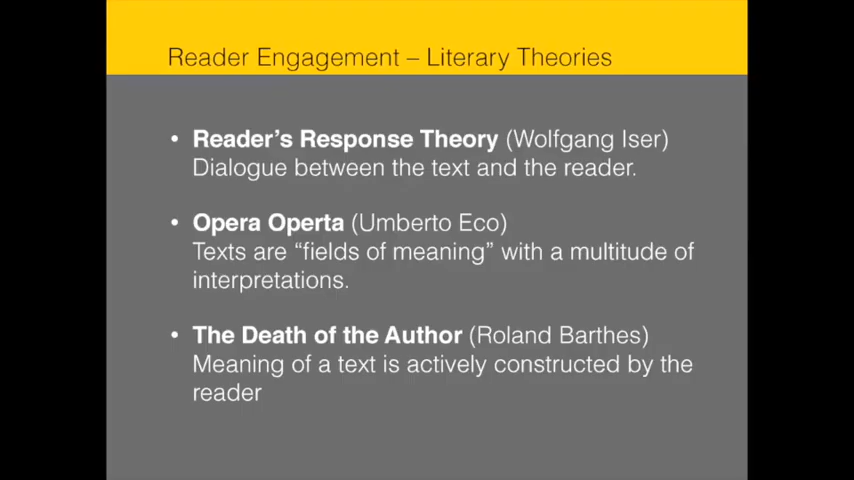 Reader Engagement – Literary Theories
• Reader’s Response Theory (Wolfgang Iser)
Dialogue between the text and the reader.
• Opera Operta (Umberto Eco)
Texts are “fields of meaning” with a multitude of
interpretations.
• The Death of the Author (Roland Barthes)
Meaning of a text is actively constructed by the
reader